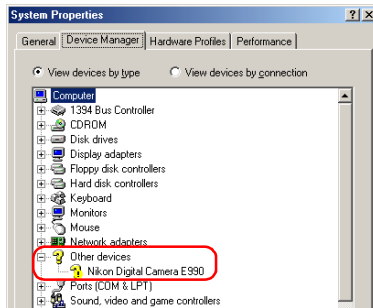 System Properties
General Device Manager Hardware Profiles Performance
View devices by type View devices by connection
Computer
1394 Bus Controller
CDROM
Disk drives
Display adapters
Floppy disk controllers
Hard disk controllers
Keyboard
Monitors
Mouse
Network adapters
Other devices
Nikon Digital Camera E990
Ports (COM & LPT)
Sound, video and game controllers